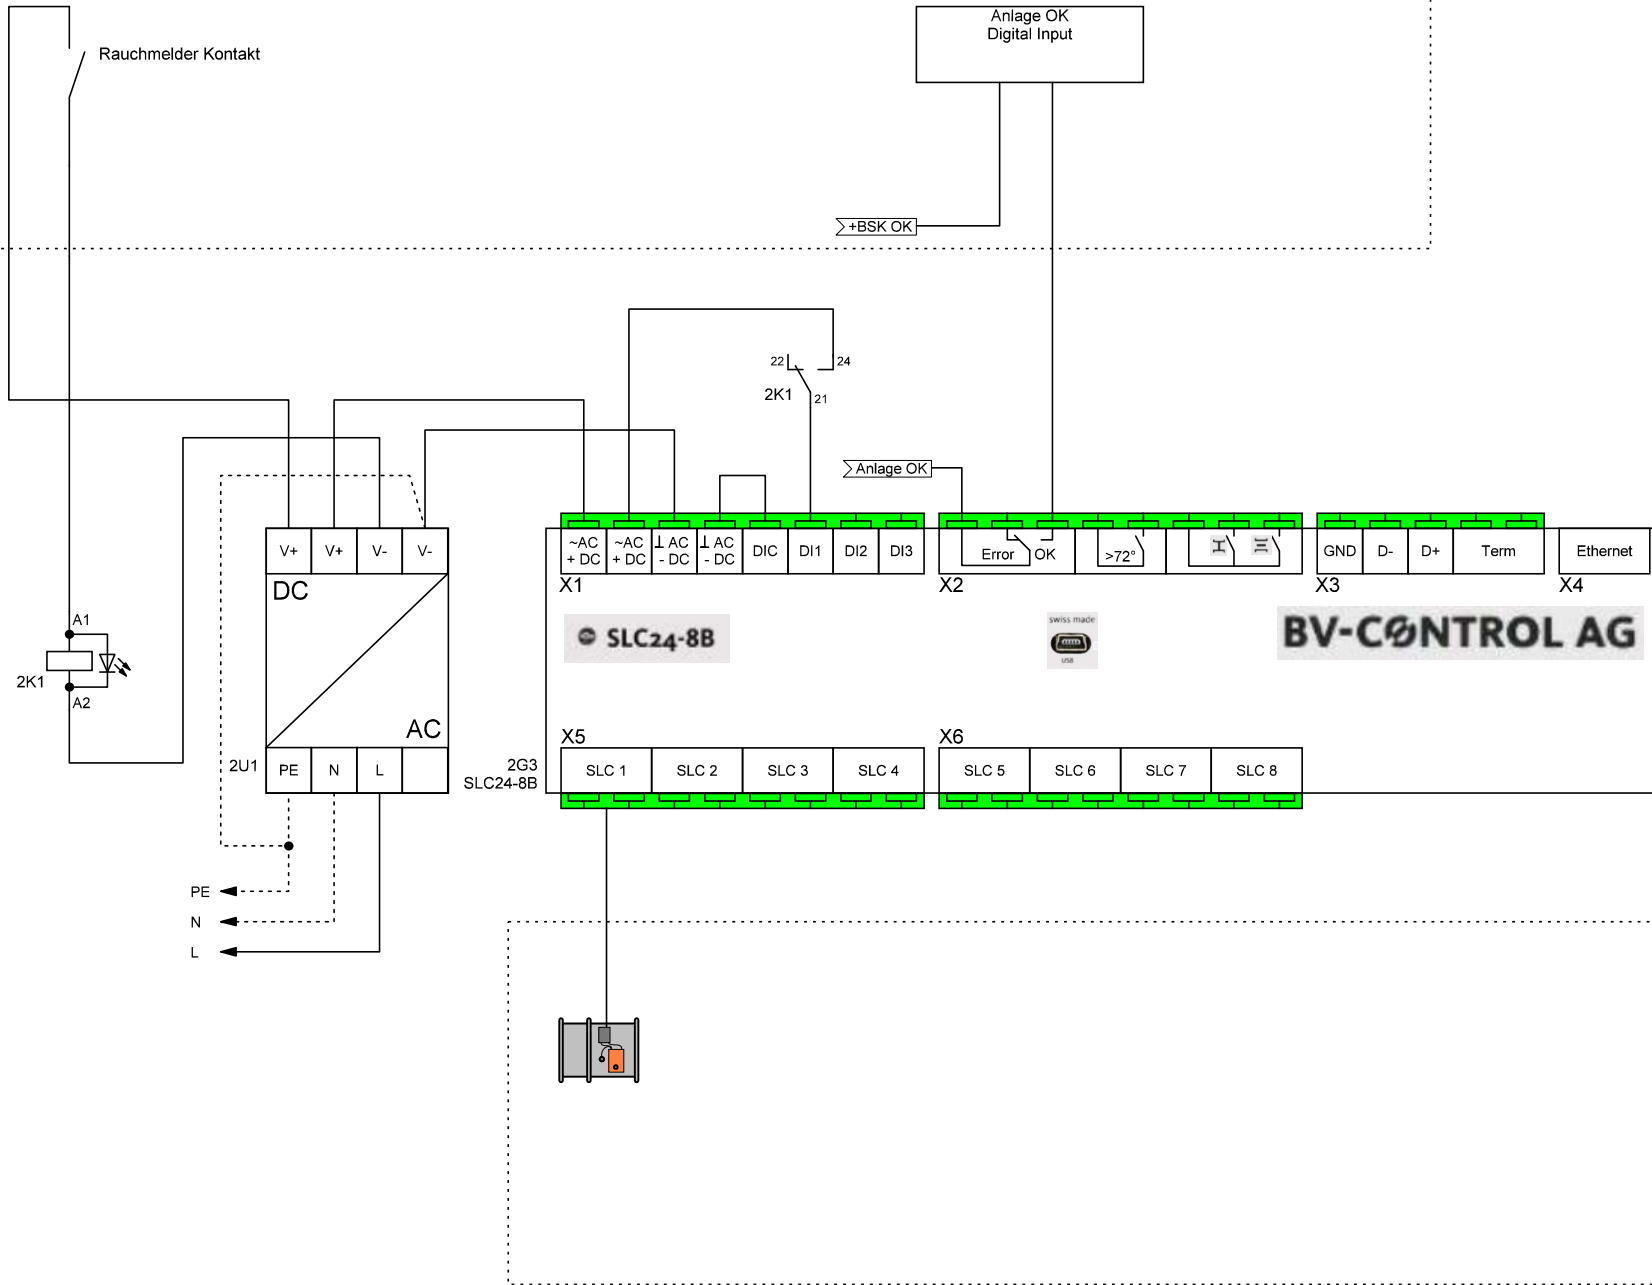 Anlage OK
Digital Input
Rauchmelder Kontakt
+BSK OK
22
24
2K1
21
Anlage OK
V+
V+
V-
V-
~AC
+ DC
~AC
+ DC
⊥ AC
- DC
⊥ AC
- DC
DIC
DI1
DI2
DI3
Error
OK
>72°
GND
D-
D+
Term
Ethernet
X1
X2
X3
X4
DC
AC
A1
2K1
A2
SLC24-8B
swiss made
USB
BV-CONTROL AG
X5
X6
2U1
PE
N
L
2G3
SLC24-8B
SLC 1
SLC 2
SLC 3
SLC 4
SLC 5
SLC 6
SLC 7
SLC 8
PE
N
L